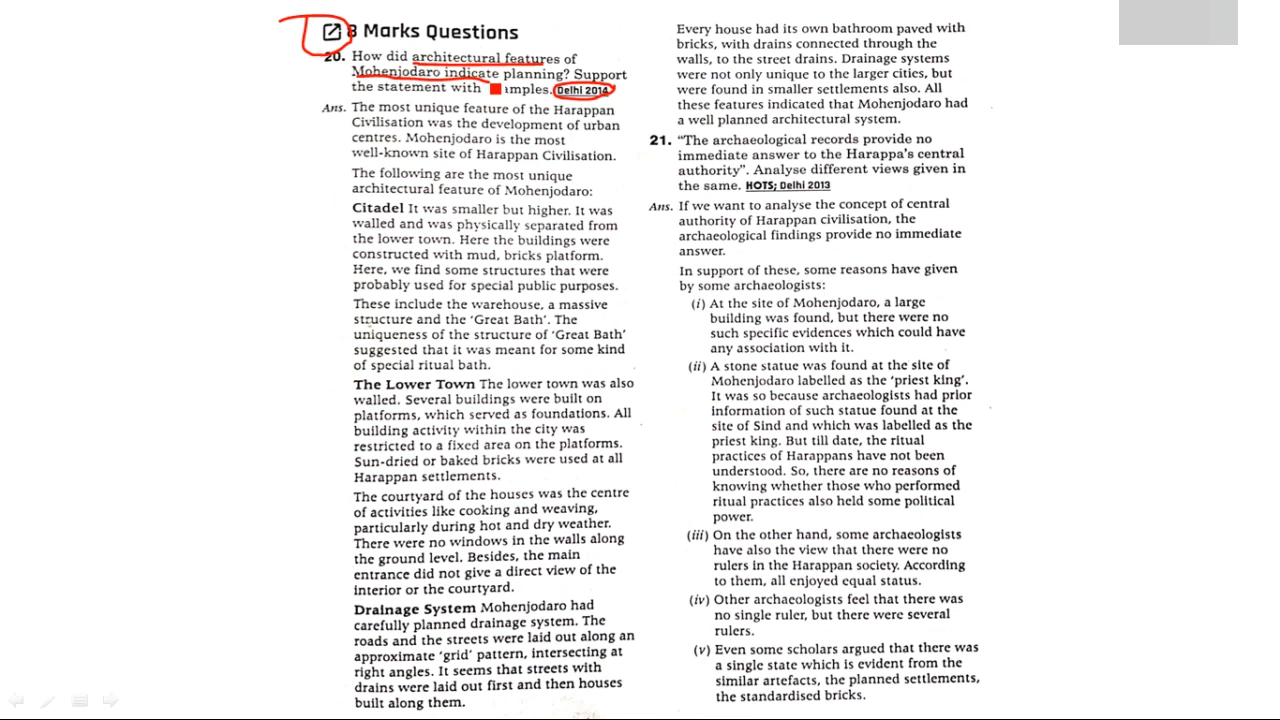 8 Marks Questions
20. How did architectural features of
Mohenjodaro indicate planning? Support
the statement with amples. Delhi 2014
Ans. The most unique feature of the Harappan
Civilisation was the development of urban
centres. Mohenjodaro is the most
well-known site of Harappan Civilisation.
The following are the most unique
architectural feature of Mohenjodaro:
Citadel It was smaller but higher. It was
walled and was physically separated from
the lower town. Here the buildings were
constructed with mud, bricks platform.
Here, we find some structures that were
probably used for special public purposes.
These include the warehouse, a massive
structure and the ‘Great Bath’. The
uniqueness of the structure of ‘Great Bath’
suggested that it was meant for some kind
of special ritual bath.
The Lower Town The lower town was also
walled. Several buildings were built on
platforms, which served as foundations. All
building activity within the city was
restricted to a fixed area on the platforms.
Sun-dried or baked bricks were used at all
Harappan settlements.
The courtyard of the houses was the centre
of activities like cooking and weaving,
particularly during hot and dry weather.
There were no windows in the walls along
the ground level. Besides, the main
entrance did not give a direct view of the
interior or the courtyard.
Drainage System Mohenjodaro had
carefully planned drainage system. The
roads and the streets were laid out along an
approximate ‘grid’ pattern, intersecting at
right angles. It seems that streets with
drains were laid out first and then houses
built along them.
Every house had its own bathroom paved with
bricks, with drains connected through the
walls, to the street drains. Drainage systems
were not only unique to the larger cities, but
were found in smaller settlements also. All
these features indicated that Mohenjodaro had
a well planned architectural system.
21. “The archaeological records provide no
immediate answer to the Harappa’s central
authority”. Analyse different views given in
the same. HOTS; Delhi 2013
Ans. If we want to analyse the concept of central
authority of Harappan civilisation, the
archaeological findings provide no immediate
answer.
In support of these, some reasons have given
by some archaeologists:
(i) At the site of Mohenjodaro, a large
building was found, but there were no
such specific evidences which could have
any association with it.
(ii) A stone statue was found at the site of
Mohenjodaro labelled as the ‘priest king’.
It was so because archaeologists had prior
information of such statue found at the
site of Sind and which was labelled as the
priest king. But till date, the ritual
practices of Harappans have not been
understood. So, there are no reasons of
knowing whether those who performed
ritual practices also held some political
power.
(iii) On the other hand, some archaeologists
have also the view that there were no
rulers in the Harappan society. According
to them, all enjoyed equal status.
(iv) Other archaeologists feel that there was
no single ruler, but there were several
rulers.
(v) Even some scholars argued that there was
a single state which is evident from the
similar artefacts, the planned settlements,
the standardised bricks.